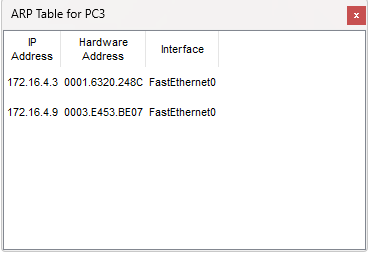 ARP Table for PC3
x
IP Address Hardware Address Interface
172.16.4.3 0001.6320.248C FastEthernet0
172.16.4.9 0003.E453.BE07 FastEthernet0